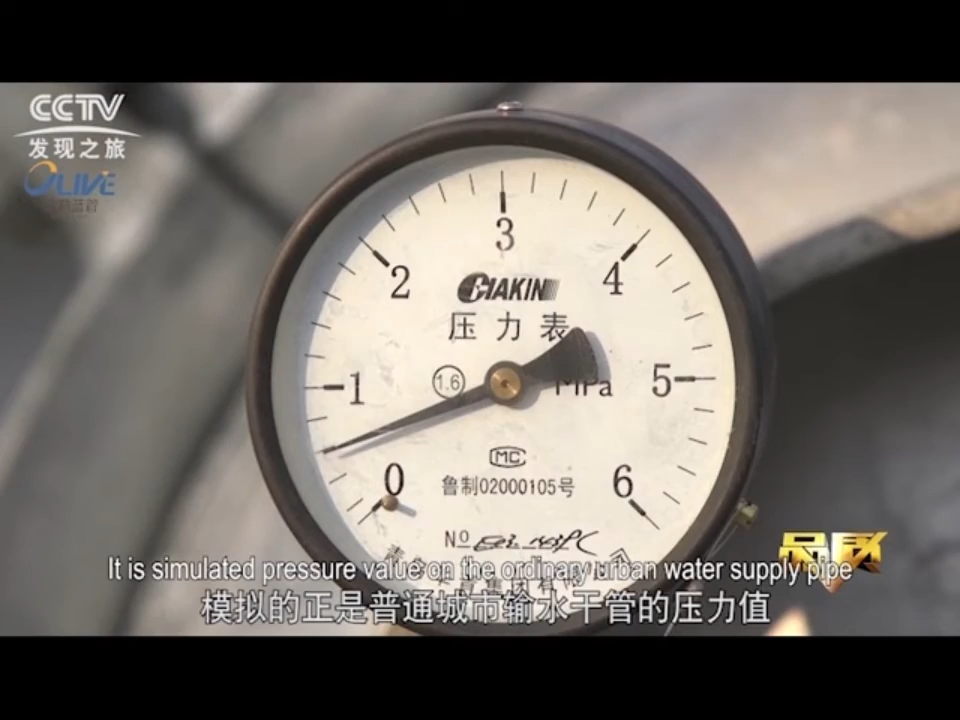 CCTV
发现之旅
LIVE
3
2
4
CHAKIN
压力表
1
1.6
MPa
5
MC
0
鲁制02000105号
6
No
品质
It is simulated pressure value on the ordinary urban water supply pipe
模拟的正是普通城市输水干管的压力值